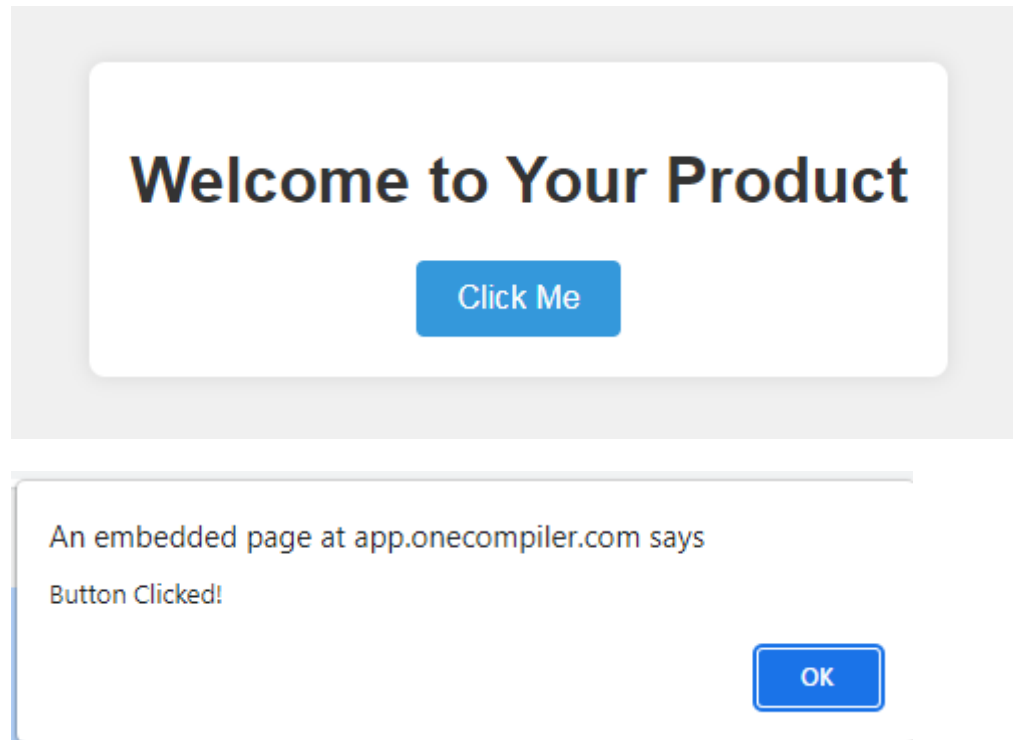 Welcome to Your Product
Click Me
An embedded page at app.onecompiler.com says
Button Clicked!
OK